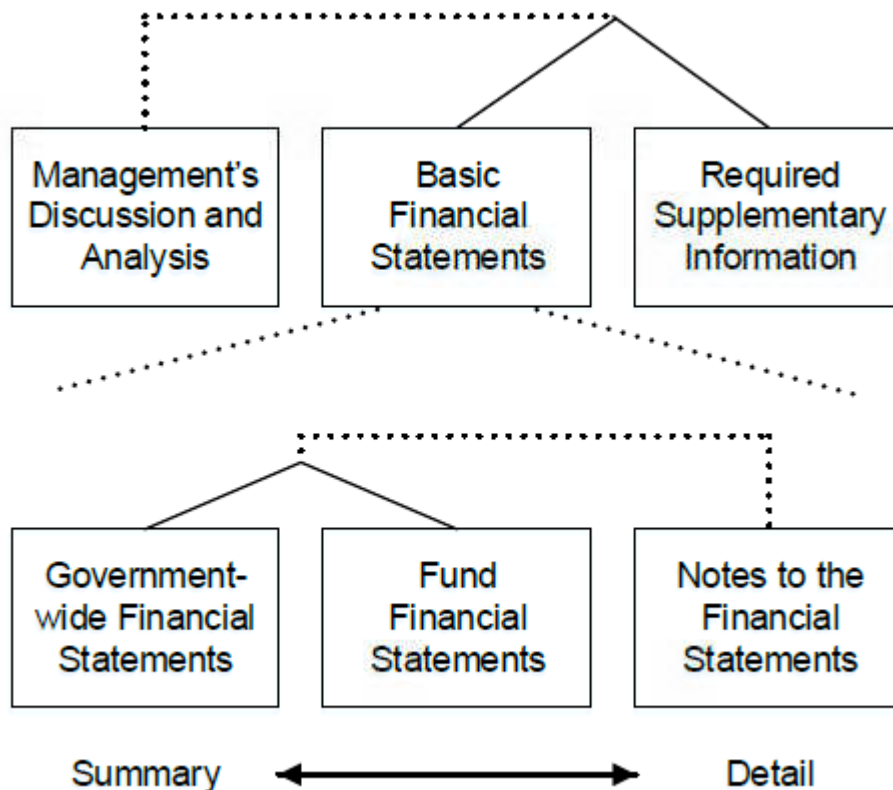 Management's
Discussion and
Analysis
Basic
Financial
Statements
Required
Supplementary
Information
Government-
wide Financial
Statements
Fund
Financial
Statements
Notes to the
Financial
Statements
Summary
Detail